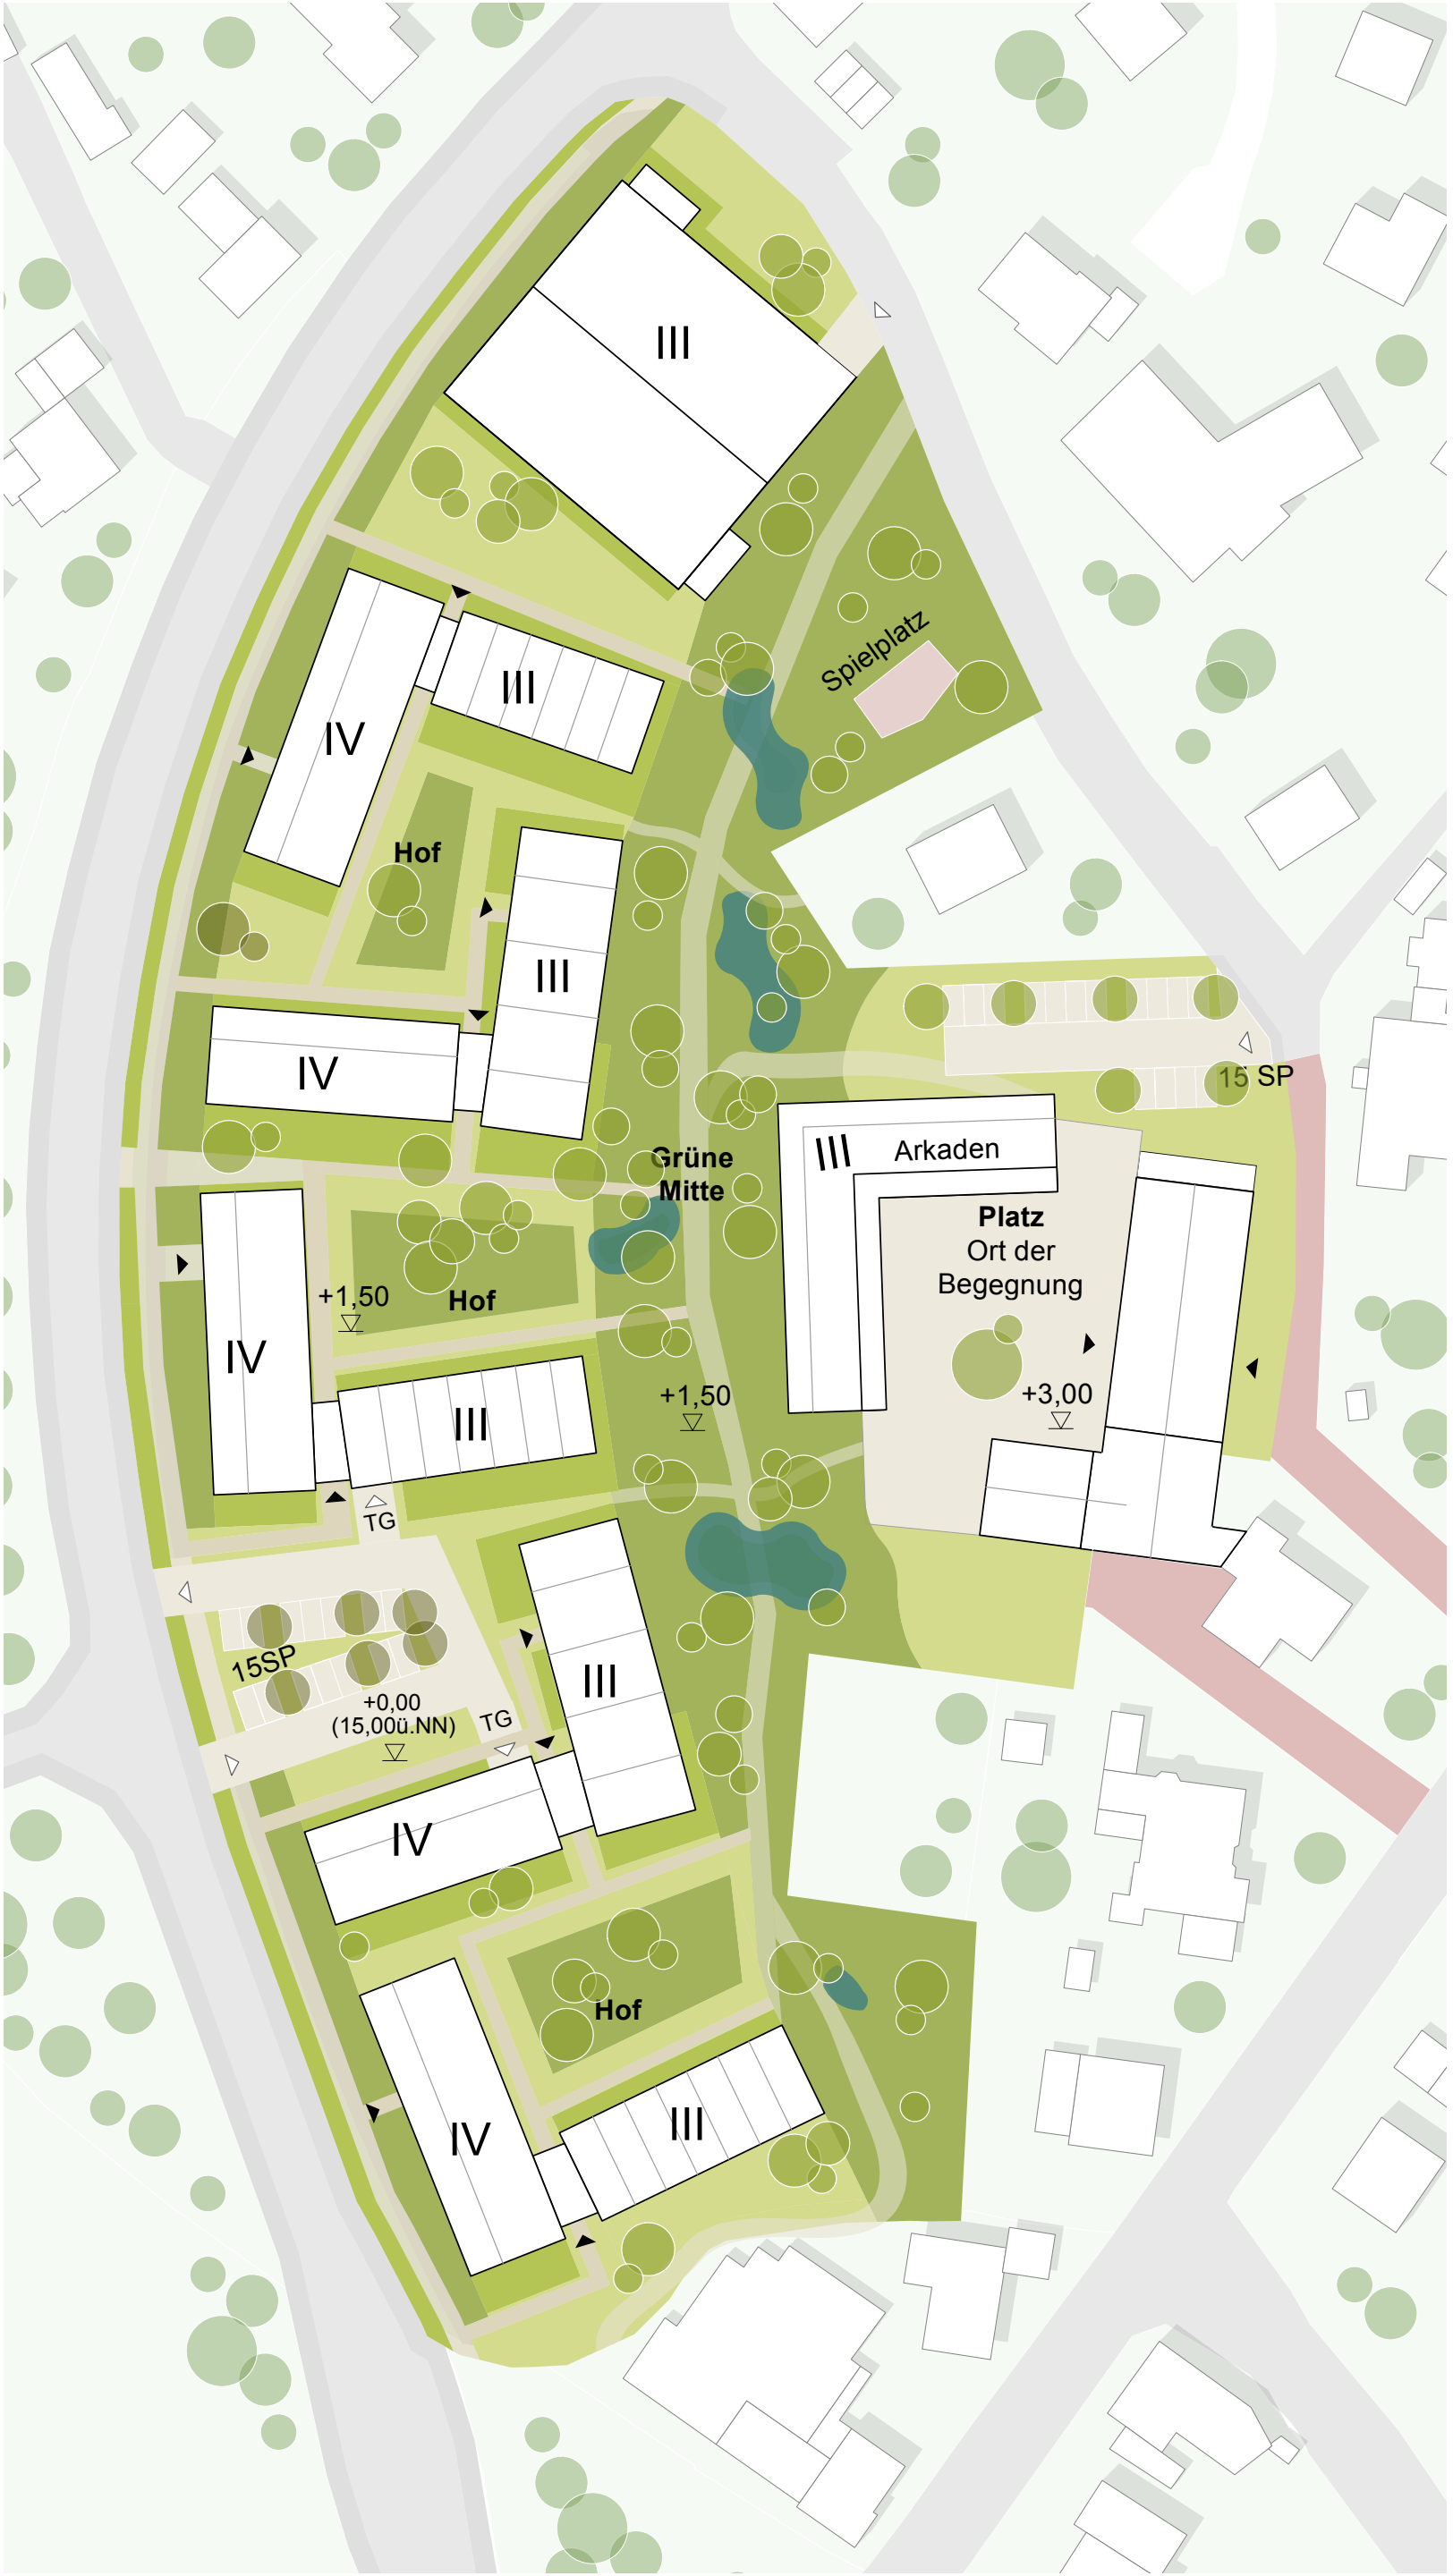 III
Spielplatz
III
IV
Hof
III
IV
15 SP
III
Arkaden
Grüne
Mitte
Platz
Ort der
Begegnung
+1,50
Hof
IV
+1,50
+3,00
III
TG
15SP
III
+0,00
(15,00ü.NN)
TG
IV
Hof
III
IV